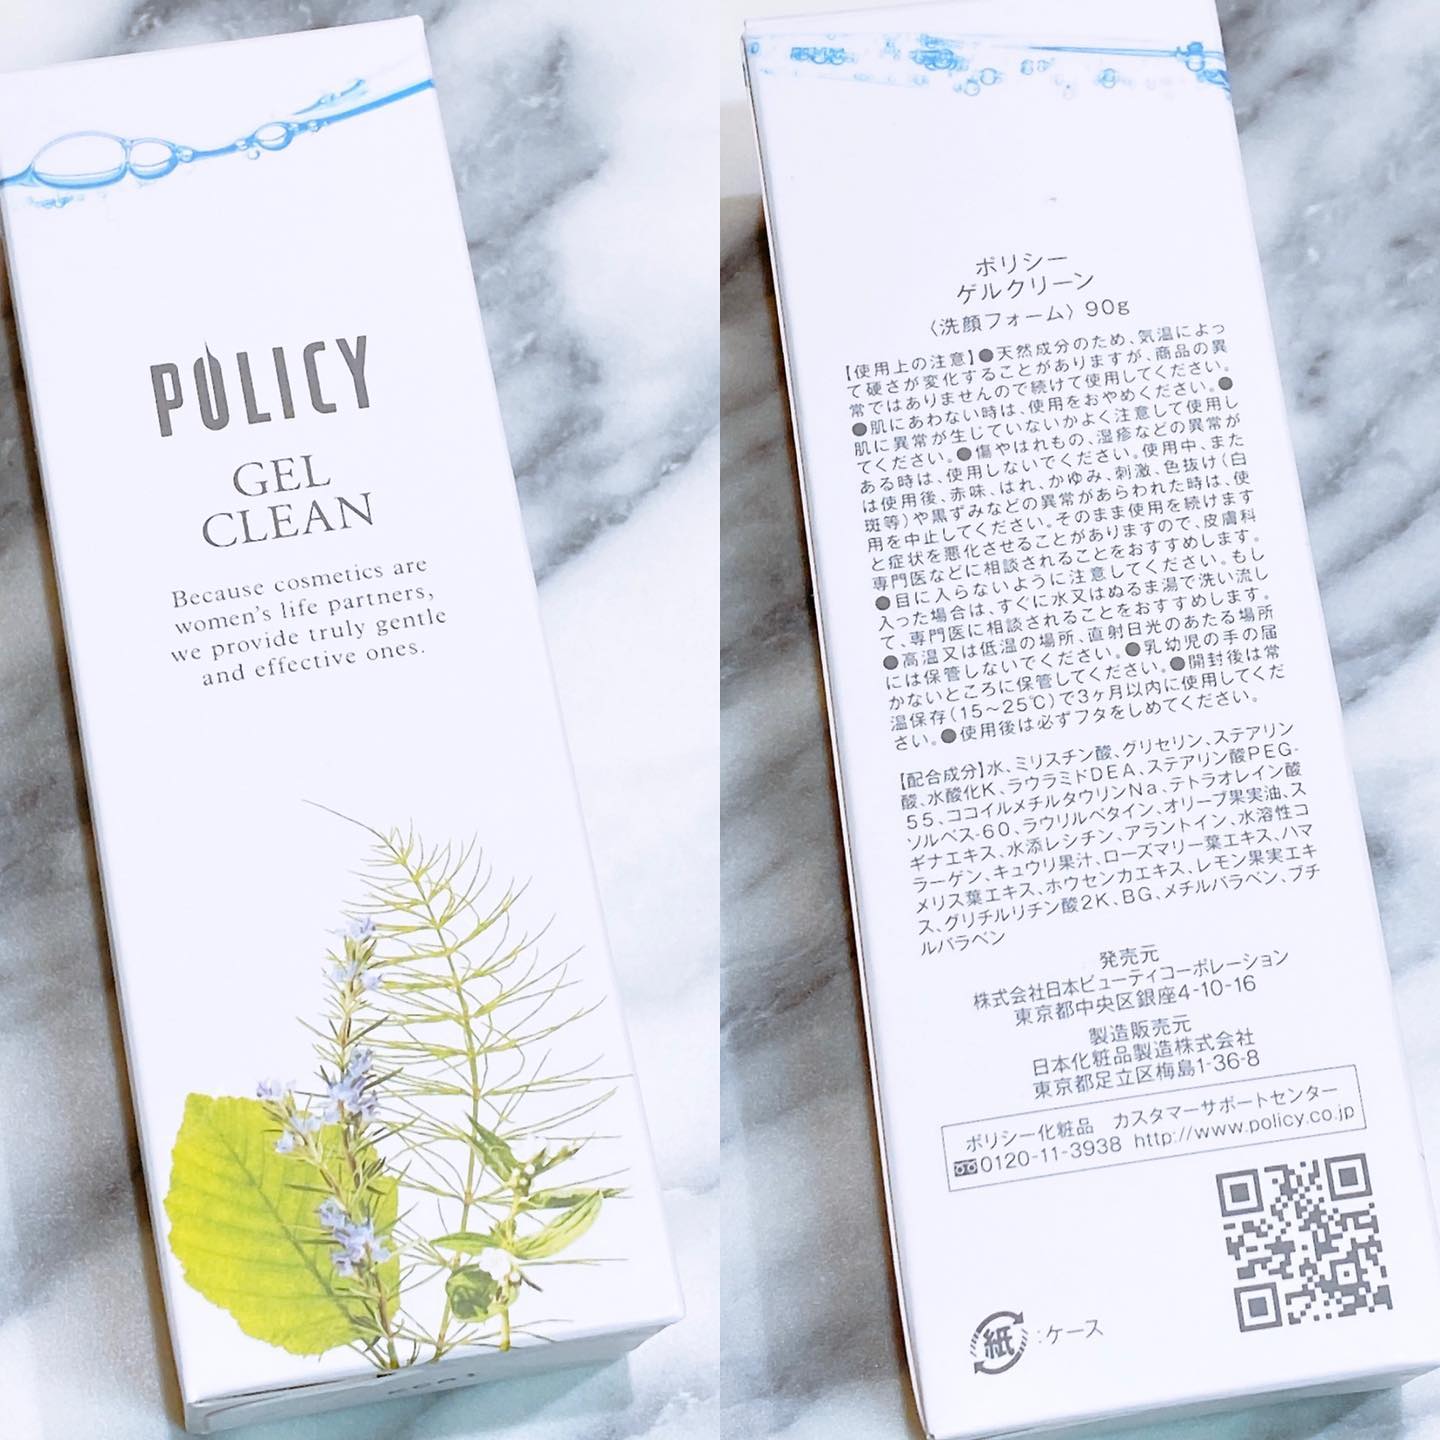 POLICY
GEL
CLEAN
Because cosmetics are
women's life partners,
we provide truly gentle
and effective ones.
ポリシー
ゲルクリーン
〈洗顔フォーム〉90g
【使用上の注意】●天然成分のため、気温によっ
て硬さが変化することがありますが、商品の異
常ではありませんので続けて使用してください。
●肌にあわない時は、使用をおやめください。●
肌に異常が生じていないかよく注意して使用し
てください。●傷やはれもの、湿疹などの異常が
ある時は、使用しないでください。使用中、また
は使用後、赤味、はれ、かゆみ、刺激、色抜け(白
斑等)や黒ずみなどの異常があらわれた時は、使
用を中止してください。そのまま使用を続けます
と症状を悪化させることがありますので、皮膚科
専門医などに相談されることをおすすめします。
●目に入らないように注意してください。もし
入った場合は、すぐに水又はぬるま湯で洗い流し
て、専門医に相談されることをおすすめします。
●高温又は低温の場所、直射日光のあたる場所
には保管しないでください。●乳幼児の手の届
かないところに保管してください。●開封後は常
温保存(15～25℃)で3ヶ月以内に使用してくだ
さい。●使用後は必ずフタをしめてください。
【配合成分】水、ミリスチン酸、グリセリン、ステアリン
酸、水酸化K、ラウラミドDEA、ステアリン酸PEG-
55、ココイルメチルタウリンNa、テトラオレイン酸
ソルベス-60、ラウリルベタイン、オリーブ果実油、ス
ギナエキス、水添レシチン、アラントイン、水溶性コ
ラーゲン、キュウリ果汁、ローズマリー葉エキス、ハマ
メリス葉エキス、ホウセンカエキス、レモン果実エキ
ス、グリチルリチン酸2K、BG、メチルパラベン、ブチ
ルパラベン
発売元
株式会社日本ビューティコーポレーション
東京都中央区銀座4-10-16
製造販売元
日本化粧品製造株式会社
東京都足立区梅島1-36-8
ポリシー化粧品 カスタマーサポートセンター
0120-11-3938 http://www.policy.co.jp
紙:ケース